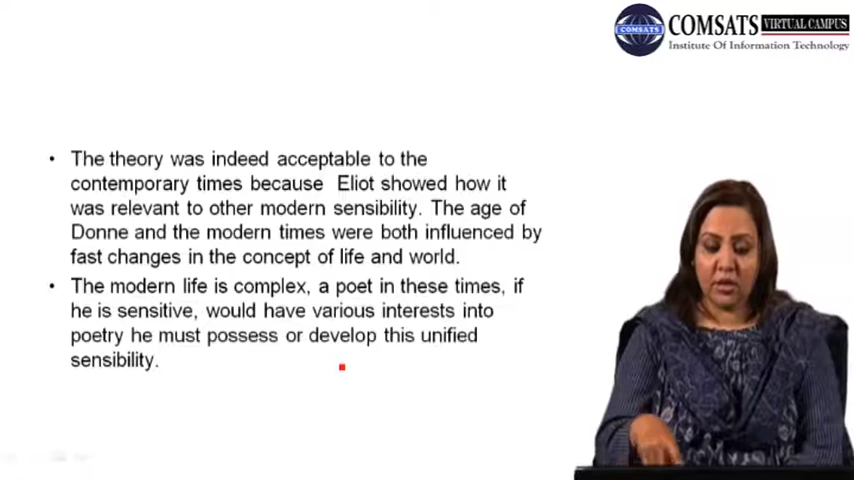 COMSATS VIRTUAL CAMPUS
Institute Of Information Technology
COMSATS
• The theory was indeed acceptable to the
contemporary times because Eliot showed how it
was relevant to other modern sensibility. The age of
Donne and the modern times were both influenced by
fast changes in the concept of life and world.
• The modern life is complex, a poet in these times, if
he is sensitive, would have various interests into
poetry he must possess or develop this unified
sensibility.